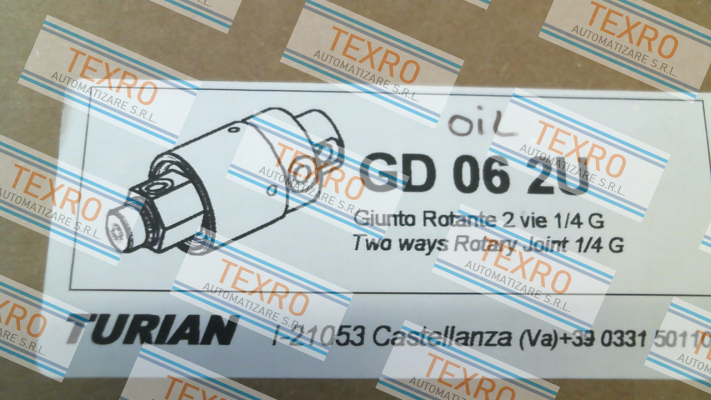 OIL
GD 06 2U
Giunto Rotante 2 vie 1/4 G
Two ways Rotary Joint 1/4 G
TURIAN I-21053 Castellanza (Va)+39 0331 50110
TEXRO
AUTOMATIZARE S.R.L.